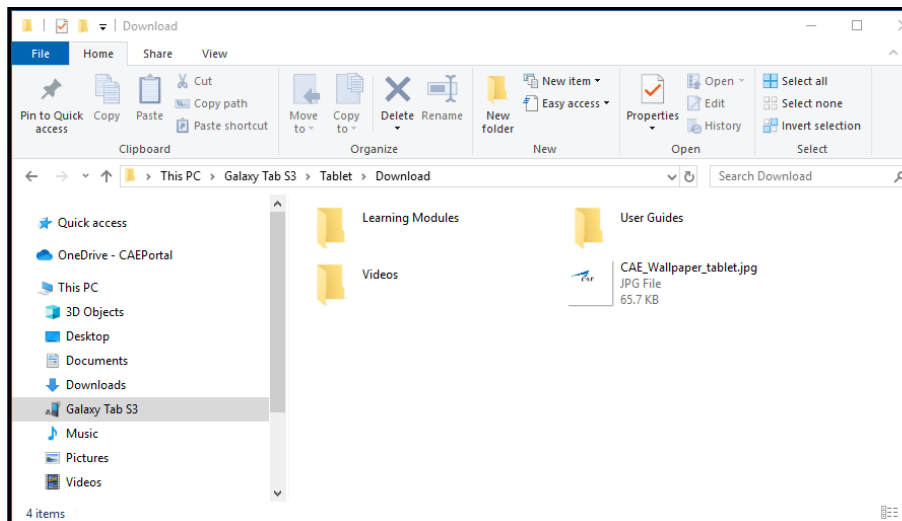 Download
File Home Share View
Pin to Quick access
Copy
Paste
Cut
Copy path
Paste shortcut
Clipboard
Move to
Copy to
Delete
Rename
Organize
New folder
New item
Easy access
New
Properties
Open
Edit
History
Open
Select all
Select none
Invert selection
Select
This PC > Galaxy Tab S3 > Tablet > Download
Search Download
Quick access
OneDrive - CAEPortal
This PC
3D Objects
Desktop
Documents
Downloads
Galaxy Tab S3
Music
Pictures
Videos
Learning Modules
User Guides
Videos
CAE
CAE_Wallpaper_tablet.jpg
JPG File
65.7 KB
4 items